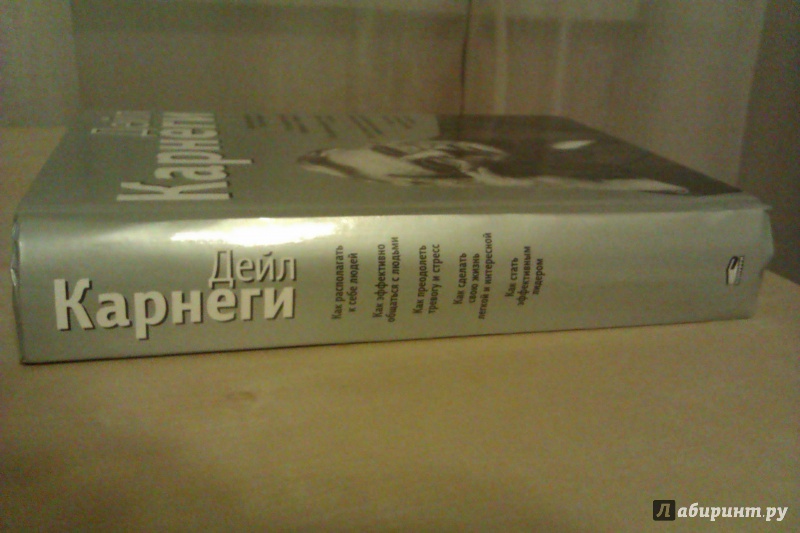 Дейл
Карнеги
Дейл
Карнеги
Как располагать
к себе людей
Как эффективно
общаться с людьми
Как преодолеть
тревогу и стресс
Как сделать
свою жизнь
легкой и интересной
Как стать
эффективным
лидером
Лабиринт.ру